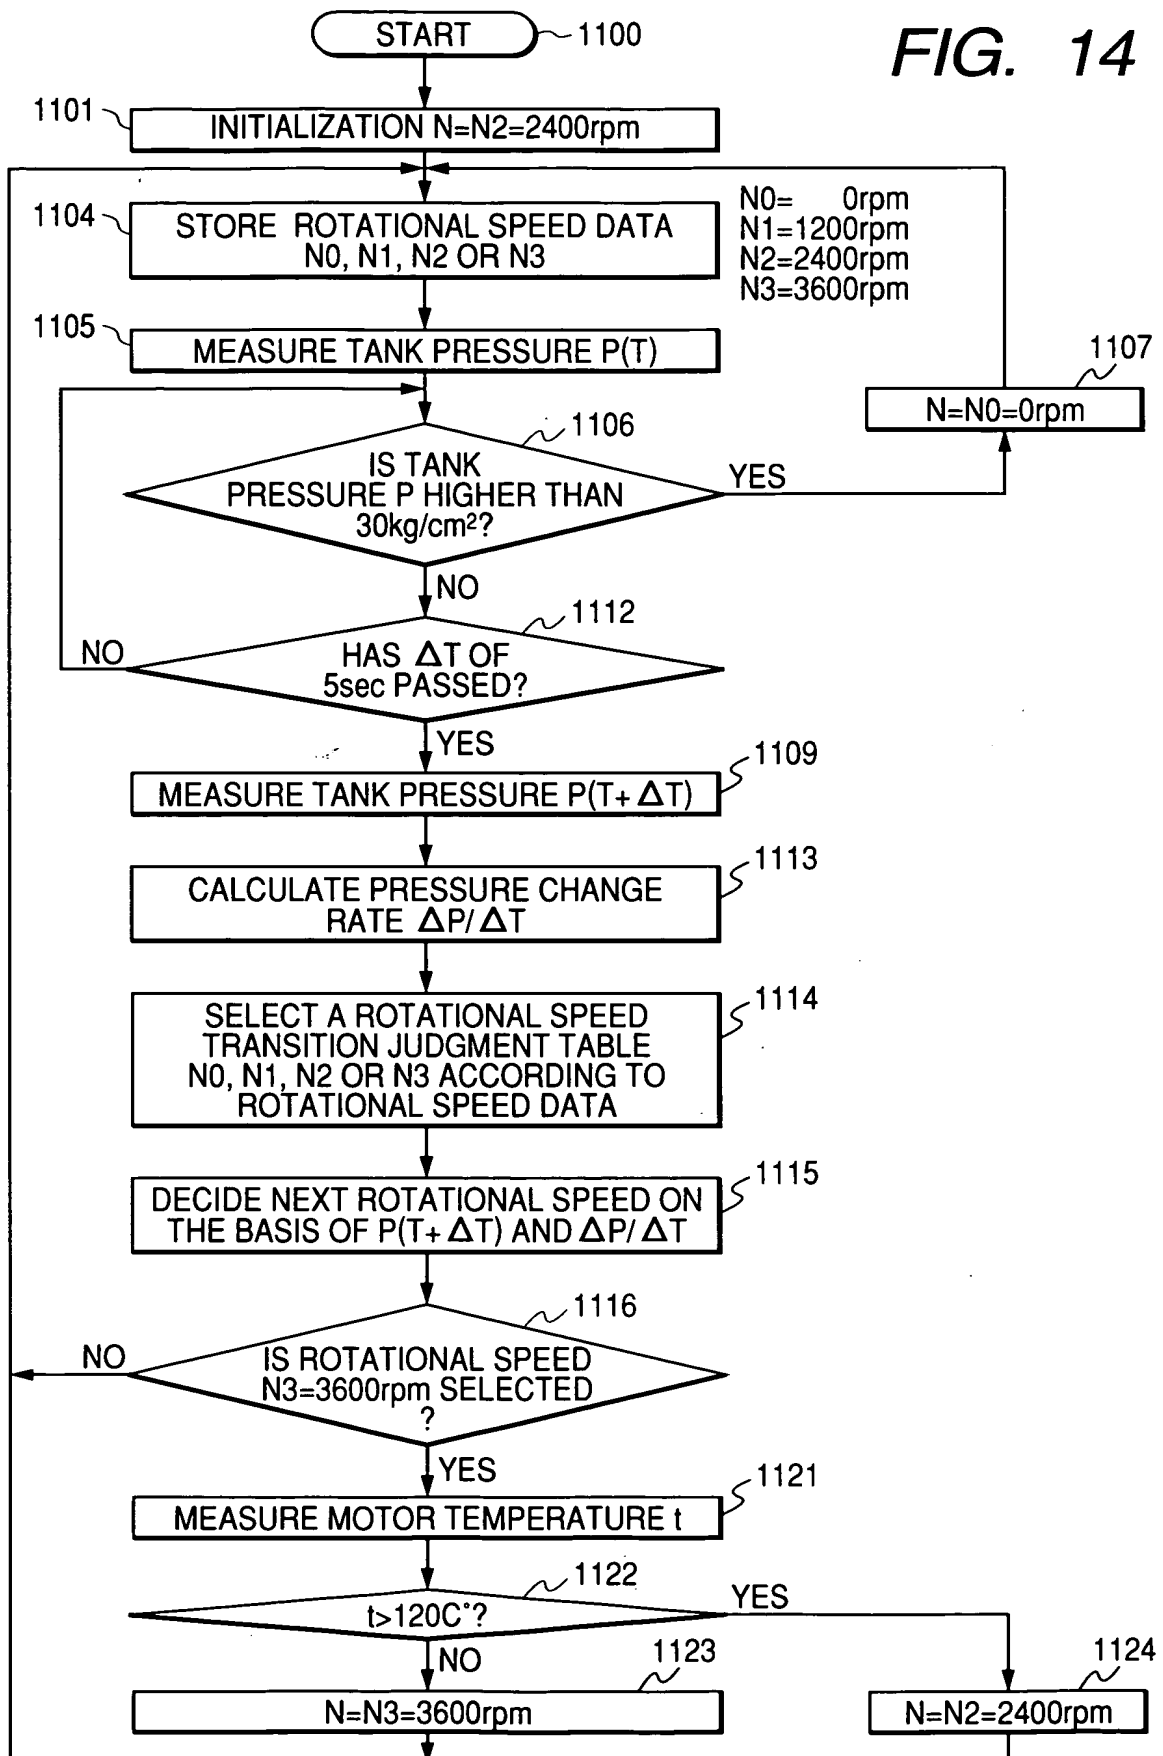 START
1100
FIG. 14
1101
INITIALIZATION N=N2=2400rpm
1104
STORE ROTATIONAL SPEED DATA
N0, N1, N2 OR N3
N0= 0rpm
N1=1200rpm
N2=2400rpm
N3=3600rpm
1105
MEASURE TANK PRESSURE P(T)
1107
N=N0=0rpm
1106
IS TANK
PRESSURE P HIGHER THAN
30kg/cm²?
YES
NO
1112
HAS ΔT OF
5sec PASSED?
NO
YES
1109
MEASURE TANK PRESSURE P(T+ ΔT)
1113
CALCULATE PRESSURE CHANGE
RATE ΔP/ ΔT
1114
SELECT A ROTATIONAL SPEED
TRANSITION JUDGMENT TABLE
N0, N1, N2 OR N3 ACCORDING TO
ROTATIONAL SPEED DATA
1115
DECIDE NEXT ROTATIONAL SPEED ON
THE BASIS OF P(T+ ΔT) AND ΔP/ ΔT
1116
IS ROTATIONAL SPEED
N3=3600rpm SELECTED
?
NO
YES
1121
MEASURE MOTOR TEMPERATURE t
1122
t>120C°?
YES
NO
1123
N=N3=3600rpm
1124
N=N2=2400rpm